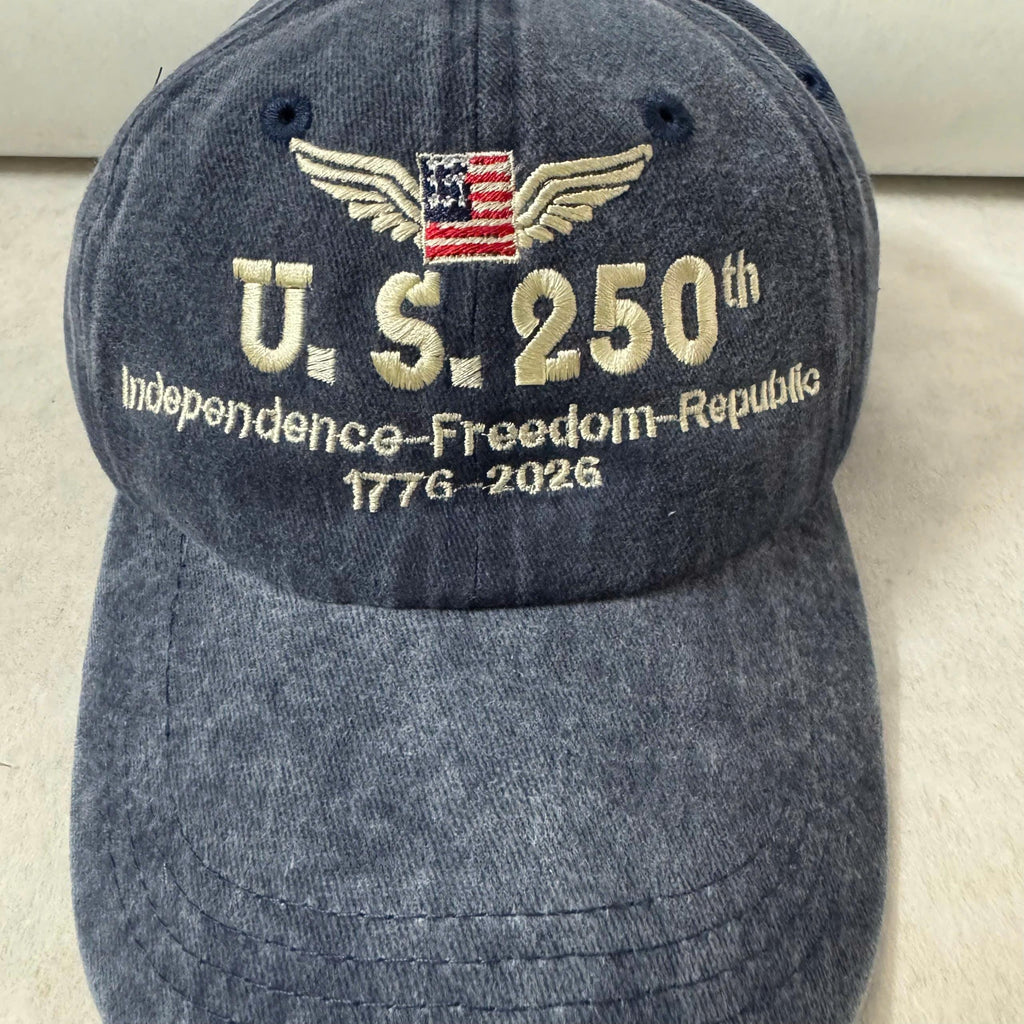 U. S. 250th
Independence-Freedom-Republic
1776-2026